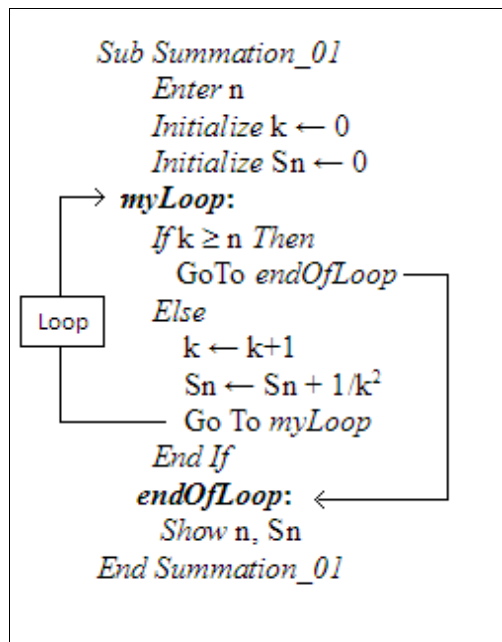 Sub Summation_01
Enter n
Initialize k ← 0
Initialize Sn ← 0
myLoop:
If k ≥ n Then
GoTo endOfLoop
Loop
Else
k ← k+1
Sn ← Sn + 1/k²
Go To myLoop
End If
endOfLoop:
Show n, Sn
End Summation_01